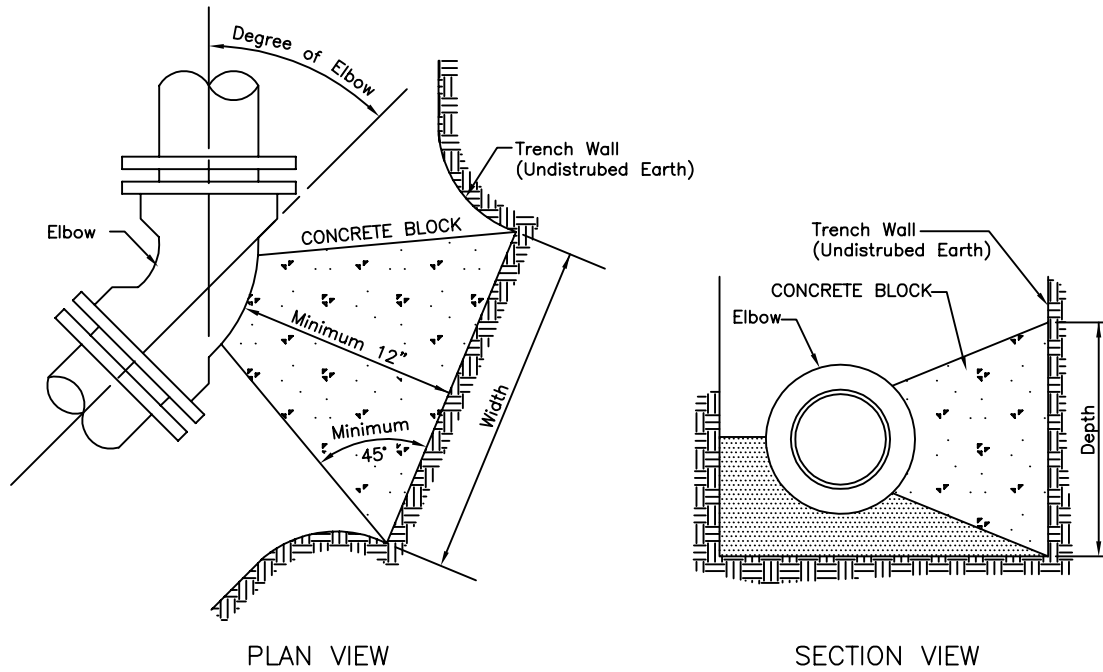 Degree of Elbow
Trench Wall
(Undistrubed Earth)
Elbow
CONCRETE BLOCK
Minimum 12"
Width
Minimum
45°
PLAN VIEW
Trench Wall
(Undistrubed Earth)
CONCRETE BLOCK
Elbow
Depth
SECTION VIEW